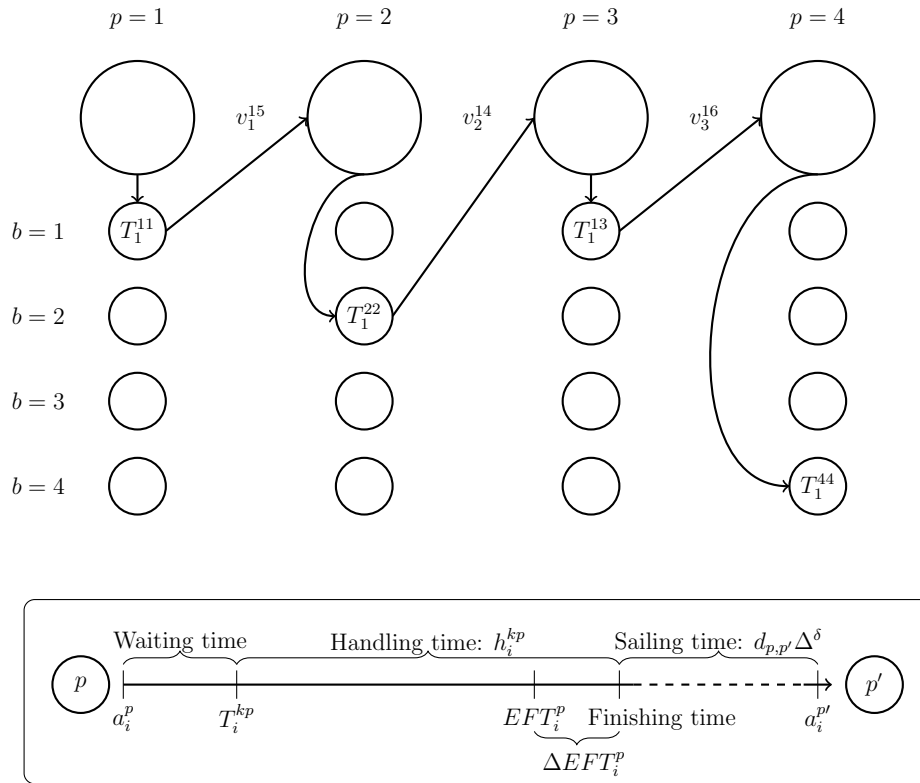 p = 1 p = 2 p = 3 p = 4
v_1^{15} v_2^{14} v_3^{16}
b = 1 T_1^{11} T_1^{13}
b = 2 T_1^{22}
b = 3
b = 4 T_1^{44}
Waiting time Handling time: h_i^{kp} Sailing time: d_{p,p'}Δ^δ
p p'
a_i^p T_i^{kp} EFT_i^p Finishing time a_i^{p'}
ΔEFT_i^p